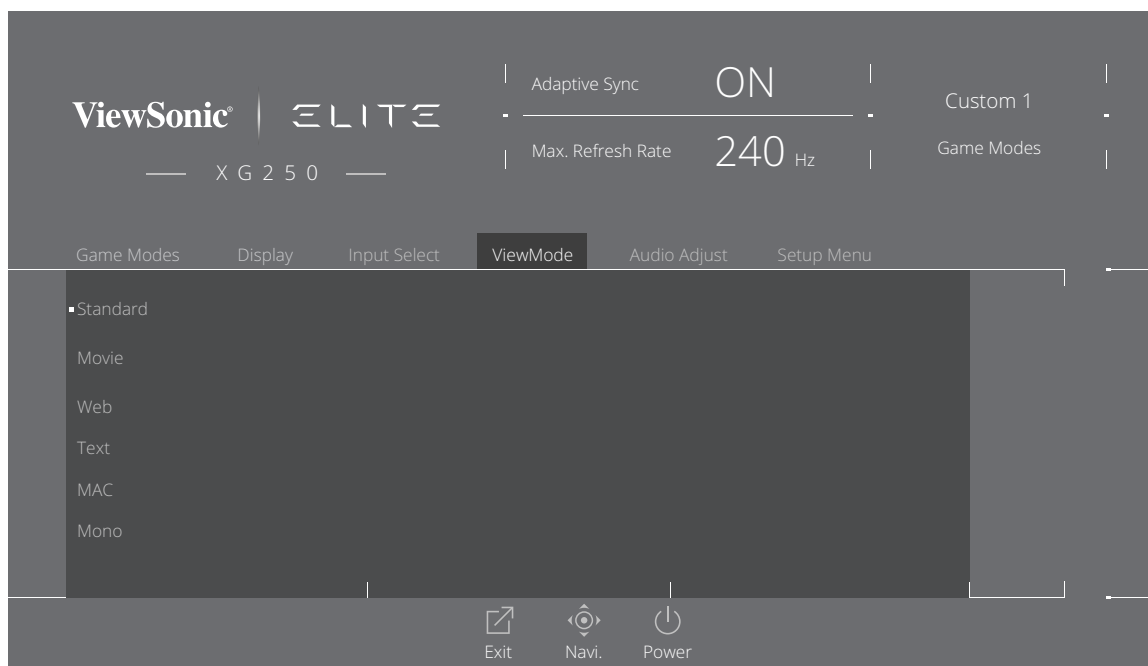 ViewSonic® ELITE
XG250
Adaptive Sync ON
Max. Refresh Rate 240 Hz
Custom 1
Game Modes
Game Modes Display Input Select ViewMode Audio Adjust Setup Menu
Standard
Movie
Web
Text
MAC
Mono
Exit Navi. Power